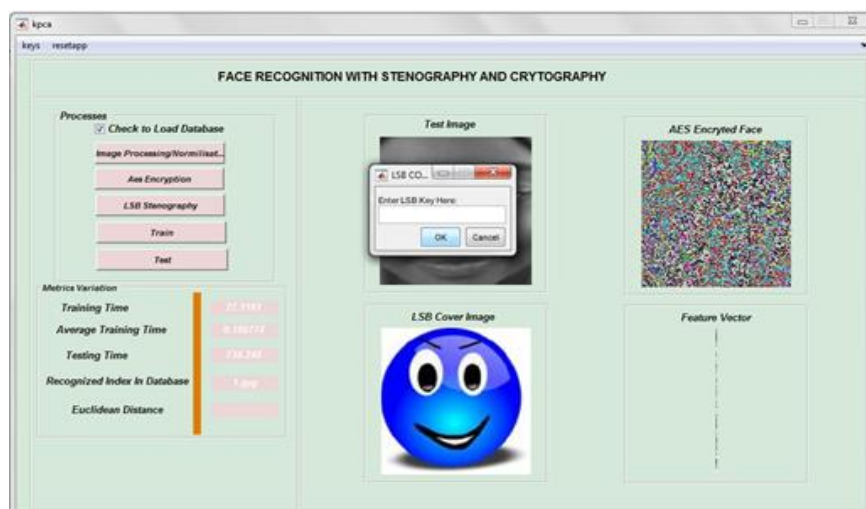 kpca
keys resetapp
FACE RECOGNITION WITH STENOGRAPHY AND CRYTOGRAPHY
Processes
Check to Load Database
Image Processing/Normilisat...
Aes Encryption
LSB Stenography
Train
Test
Metrics Variation
Training Time
Average Training Time
Testing Time
Recognized Index In Database
1.jpg
Euclidean Distance
Test Image
LSB CO...
Enter LSB Key Here:
OK Cancel
AES Encryted Face
LSB Cover Image
Feature Vector